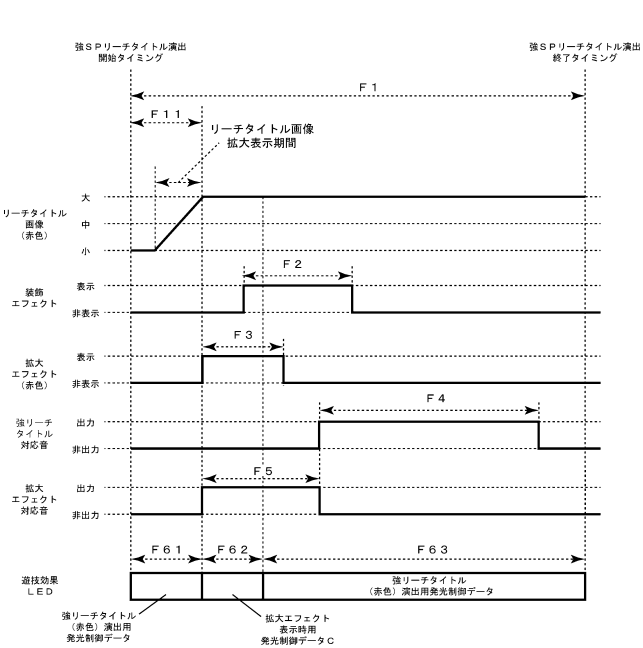 強ＳＰリーチタイトル演出
開始タイミング
強ＳＰリーチタイトル演出
終了タイミング
Ｆ１
Ｆ１１
リーチタイトル画像
拡大表示期間
リーチタイトル
画像
（赤色）
大
中
小
Ｆ２
装飾
エフェクト
表示
非表示
Ｆ３
拡大
エフェクト
（赤色）
表示
非表示
Ｆ４
強リーチ
タイトル
対応音
出力
非出力
Ｆ５
拡大
エフェクト
対応音
出力
非出力
Ｆ６１
Ｆ６２
Ｆ６３
遊技効果
ＬＥＤ
強リーチタイトル
（赤色）演出用発光制御データ
強リーチタイトル
（赤色）演出用
発光制御データ
拡大エフェクト
表示時用
発光制御データＣ